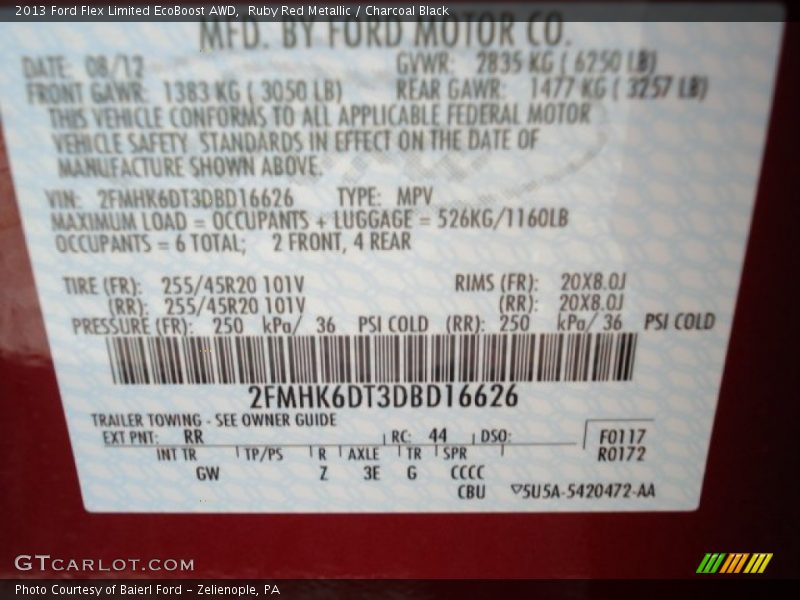 2013 Ford Flex Limited EcoBoost AWD,  Ruby Red Metallic / Charcoal Black
MFD. BY FORD MOTOR CO.
DATE: 08/12 GVWR: 2835 KG ( 6250 LB)
FRONT GAWR: 1383 KG ( 3050 LB) REAR GAWR: 1477 KG ( 3257 LB)
THIS VEHICLE CONFORMS TO ALL APPLICABLE FEDERAL MOTOR
VEHICLE SAFETY STANDARDS IN EFFECT ON THE DATE OF
MANUFACTURE SHOWN ABOVE.
VIN: 2FMHK6DT3DBD16626 TYPE: MPV
MAXIMUM LOAD = OCCUPANTS + LUGGAGE = 526KG/1160LB
OCCUPANTS = 6 TOTAL; 2 FRONT, 4 REAR
TIRE (FR): 255/45R20 101V RIMS (FR): 20X8.0J
(RR): 255/45R20 101V (RR): 20X8.0J
PRESSURE (FR): 250 kPa/ 36 PSI COLD (RR): 250 kPa/ 36 PSI COLD
2FMHK6DT3DBD16626
TRAILER TOWING - SEE OWNER GUIDE
EXT PNT: RR RC: 44 DSO: F0117
INT TR TP/PS R AXLE TR SPR R0172
GW Z 3E G CCCC
CBU ▽5U5A-5420472-AA
GTCARLOT.COM
Photo Courtesy of Baierl Ford - Zelienople, PA